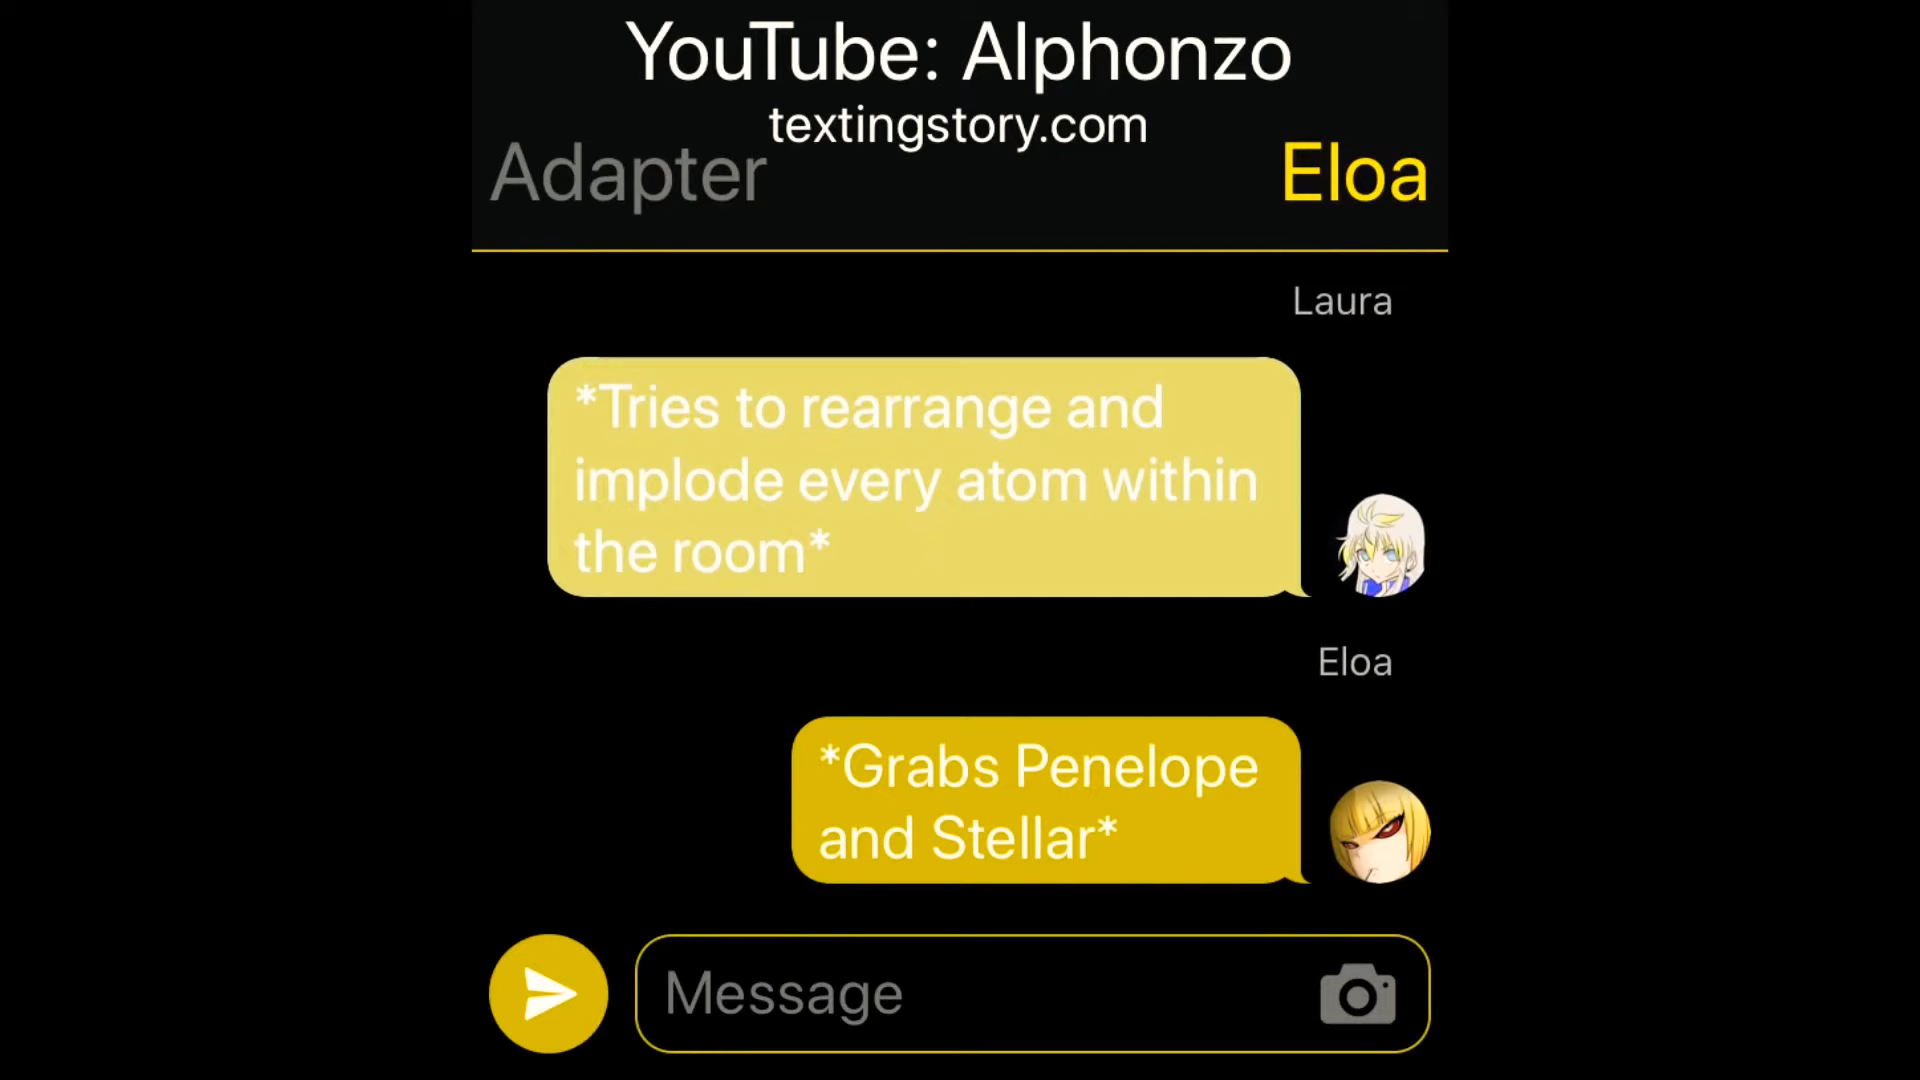 YouTube: Alphonzo
textingstory.com
Adapter
Eloa
Laura
*Tries to rearrange and
implode every atom within
the room*
Eloa
*Grabs Penelope
and Stellar*
Message